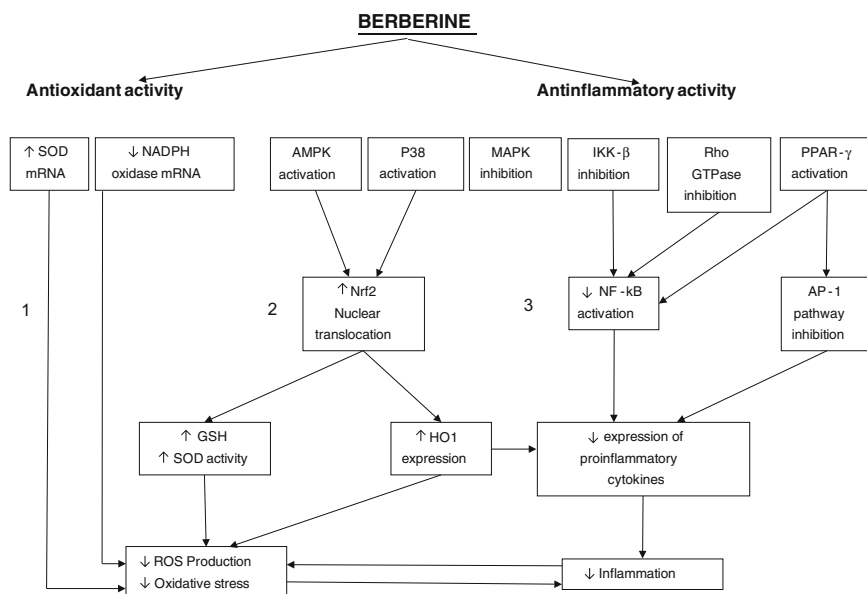 BERBERINE
Antioxidant activity
Antinflammatory activity
↑ SOD
mRNA
↓ NADPH
oxidase mRNA
AMPK
activation
P38
activation
MAPK
inhibition
IKK-β
inhibition
Rho
GTPase
inhibition
PPAR-γ
activation
1
2
↑ Nrf2
Nuclear
translocation
3
↓ NF-kB
activation
AP-1
pathway
inhibition
↑ GSH
↑ SOD activity
↑ HO1
expression
↓ expression of
proinflammatory
cytokines
↓ ROS Production
↓ Oxidative stress
↓ Inflammation